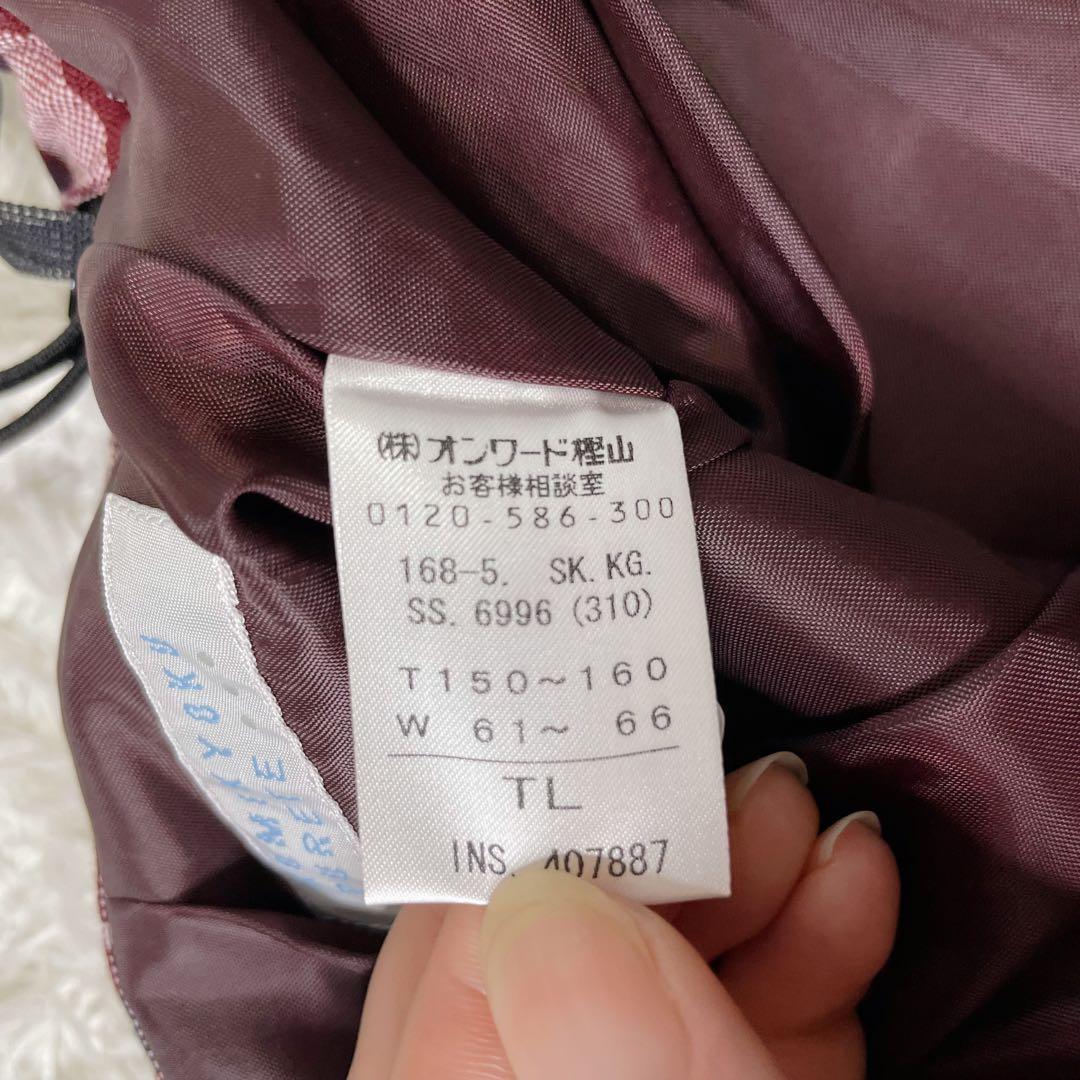 (株)オンワード樫山
お客様相談室
0120-586-300
168-5. SK.KG.
SS. 6996 (310)
T150～160
W 61～ 66
TL
INS. 407887